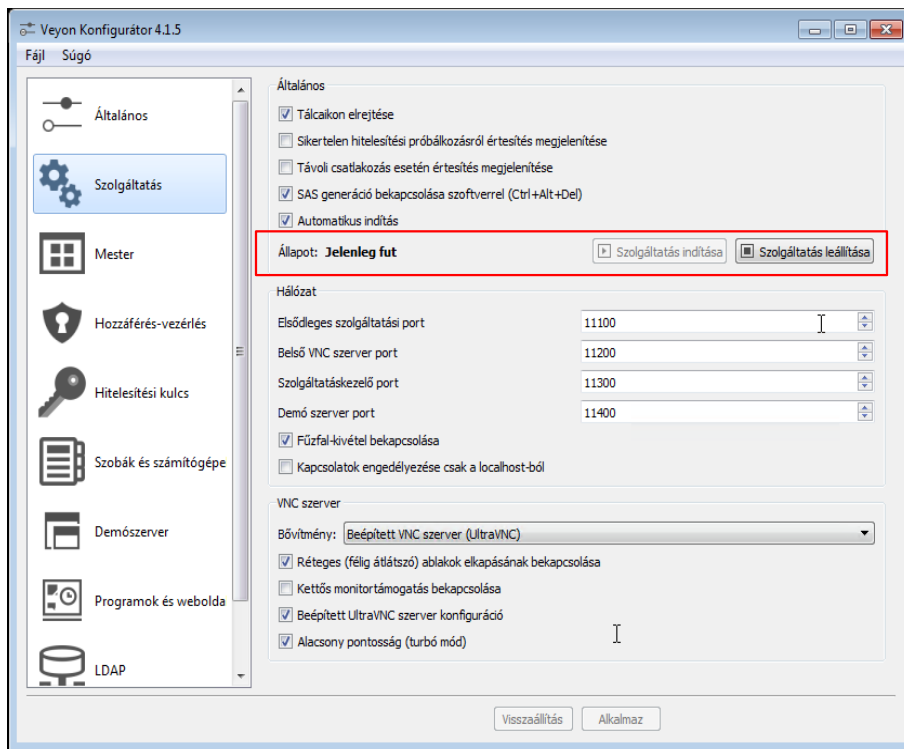 Veyon Konfigurátor 4.1.5
Fájl Súgó
Általános
Szolgáltatás
Mester
Hozzáférés-vezérlés
Hitelesítési kulcs
Szobák és számítógépe
Demószerver
Programok és webolda
LDAP
Általános
Tálcaikon elrejtése
Sikertelen hitelesítési próbálkozásról értesítés megjelenítése
Távoli csatlakozás esetén értesítés megjelenítése
SAS generáció bekapcsolása szoftverrel (Ctrl+Alt+Del)
Automatikus indítás
Állapot: Jelenleg fut Szolgáltatás indítása Szolgáltatás leállítása
Hálózat
Elsődleges szolgáltatási port 11100
Belső VNC szerver port 11200
Szolgáltatáskezelő port 11300
Demó szerver port 11400
Fűzfal-kivétel bekapcsolása
Kapcsolatok engedélyezése csak a localhost-ból
VNC szerver
Bővítmény: Beépített VNC szerver (UltraVNC)
Réteges (félig átlátszó) ablakok elkapásának bekapcsolása
Kettős monitortámogatás bekapcsolása
Beépített UltraVNC szerver konfiguráció
Alacsony pontosság (turbó mód)
Visszaállítás Alkalmaz